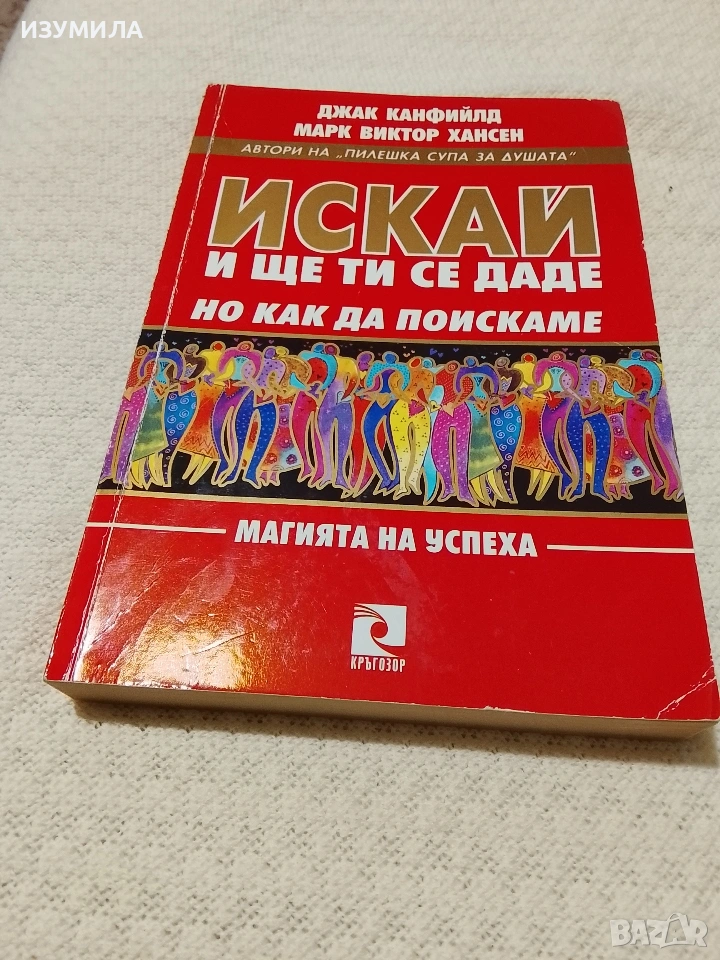 ИЗУМИЛА
ДЖАК КАНФИЙЛД
МАРК ВИКТОР ХАНСЕН
АВТОРИ НА „ПИЛЕШКА СУПА ЗА ДУШАТА"
ИСКАЙ
И ЩЕ ТИ СЕ ДАДЕ
НО КАК ДА ПОИСКАМЕ
МАГИЯТА НА УСПЕХА
КРЪГОЗОР
BAZAR